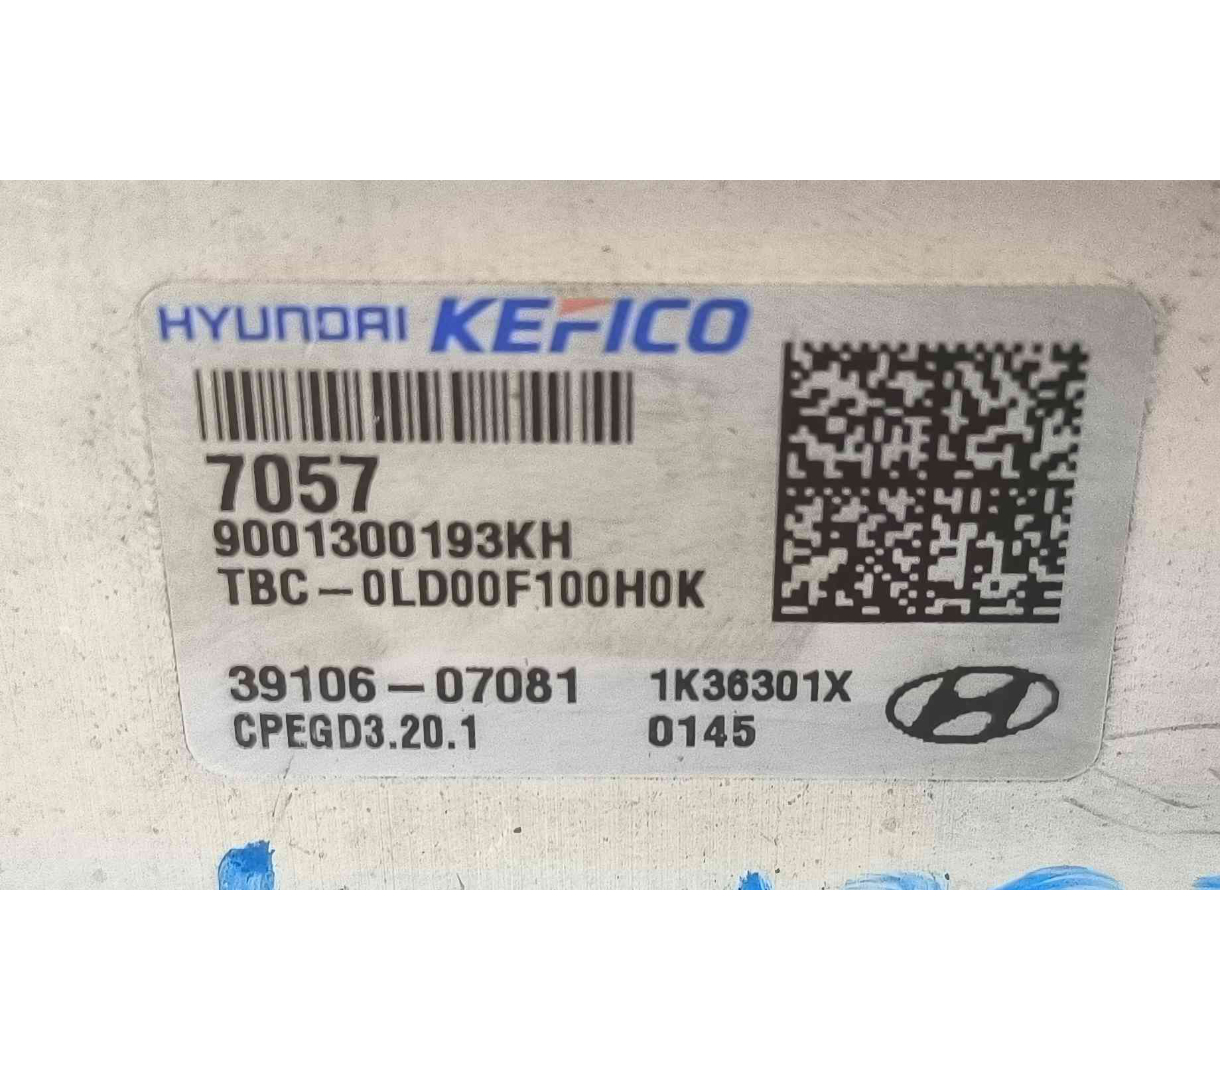 HYUNDAI KEFICO
7057
9001300193KH
TBC-0LD00F100H0K
39106-07081 1K36301X
CPEGD3.20.1 0145